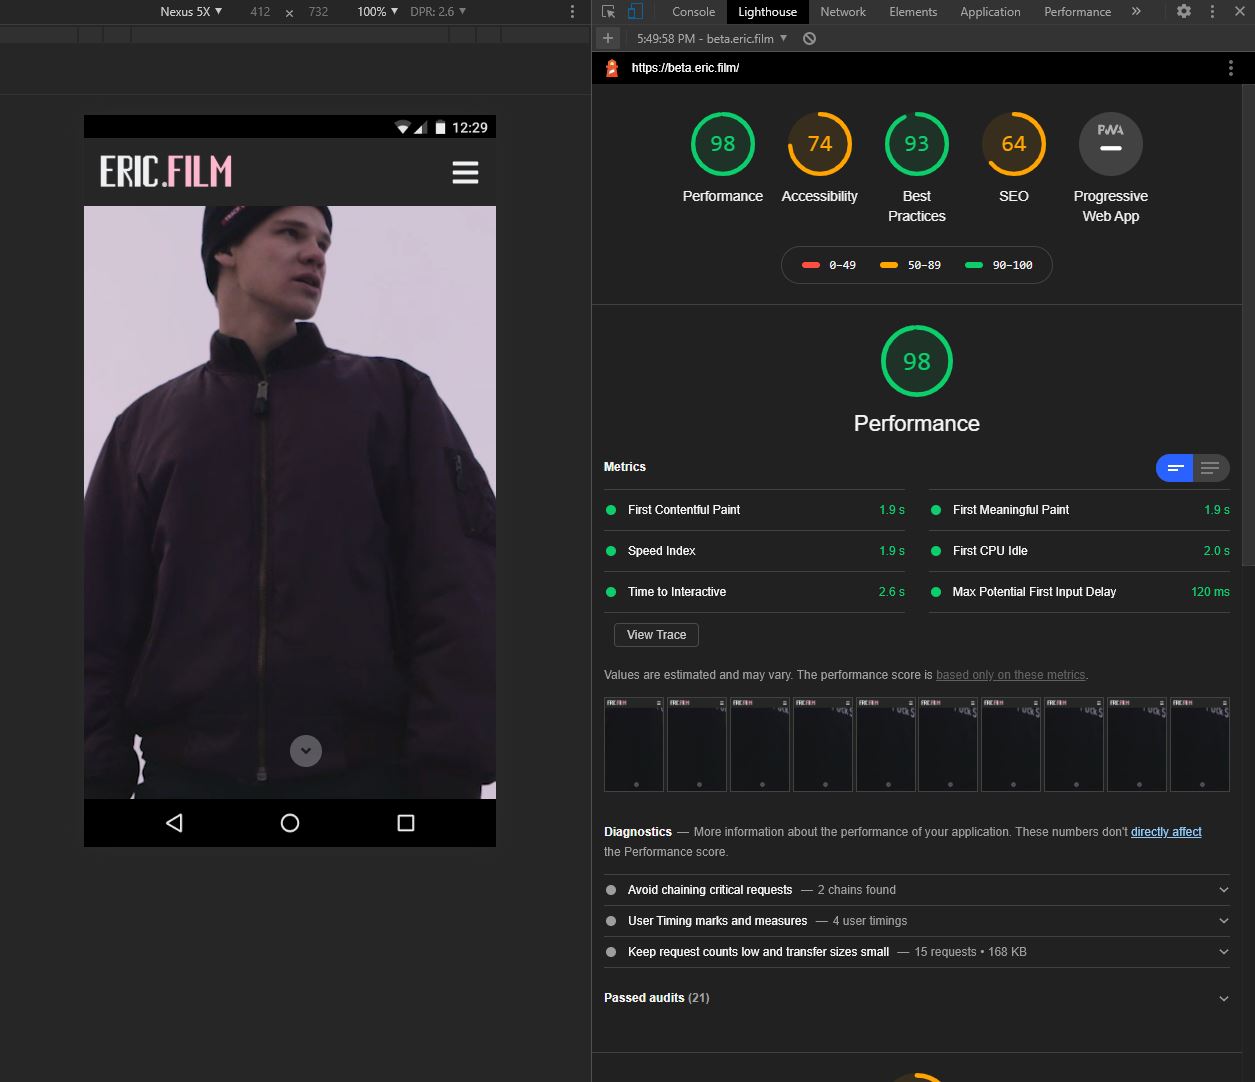 Nexus 5X ▼ 412 × 732 100% ▼ DPR: 2.6 ▼
12:29
ERIC.FILM
Console Lighthouse Network Elements Application Performance »
5:49:58 PM - beta.eric.film ▼
https://beta.eric.film/
98 74 93 64 PWA
Performance Accessibility Best Practices SEO Progressive Web App
0–49 50–89 90–100
98
Performance
Metrics
First Contentful Paint 1.9 s
First Meaningful Paint 1.9 s
Speed Index 1.9 s
First CPU Idle 2.0 s
Time to Interactive 2.6 s
Max Potential First Input Delay 120 ms
View Trace
Values are estimated and may vary. The performance score is based only on these metrics.
Diagnostics — More information about the performance of your application. These numbers don't directly affect
the Performance score.
Avoid chaining critical requests — 2 chains found
User Timing marks and measures — 4 user timings
Keep request counts low and transfer sizes small — 15 requests • 168 KB
Passed audits (21)